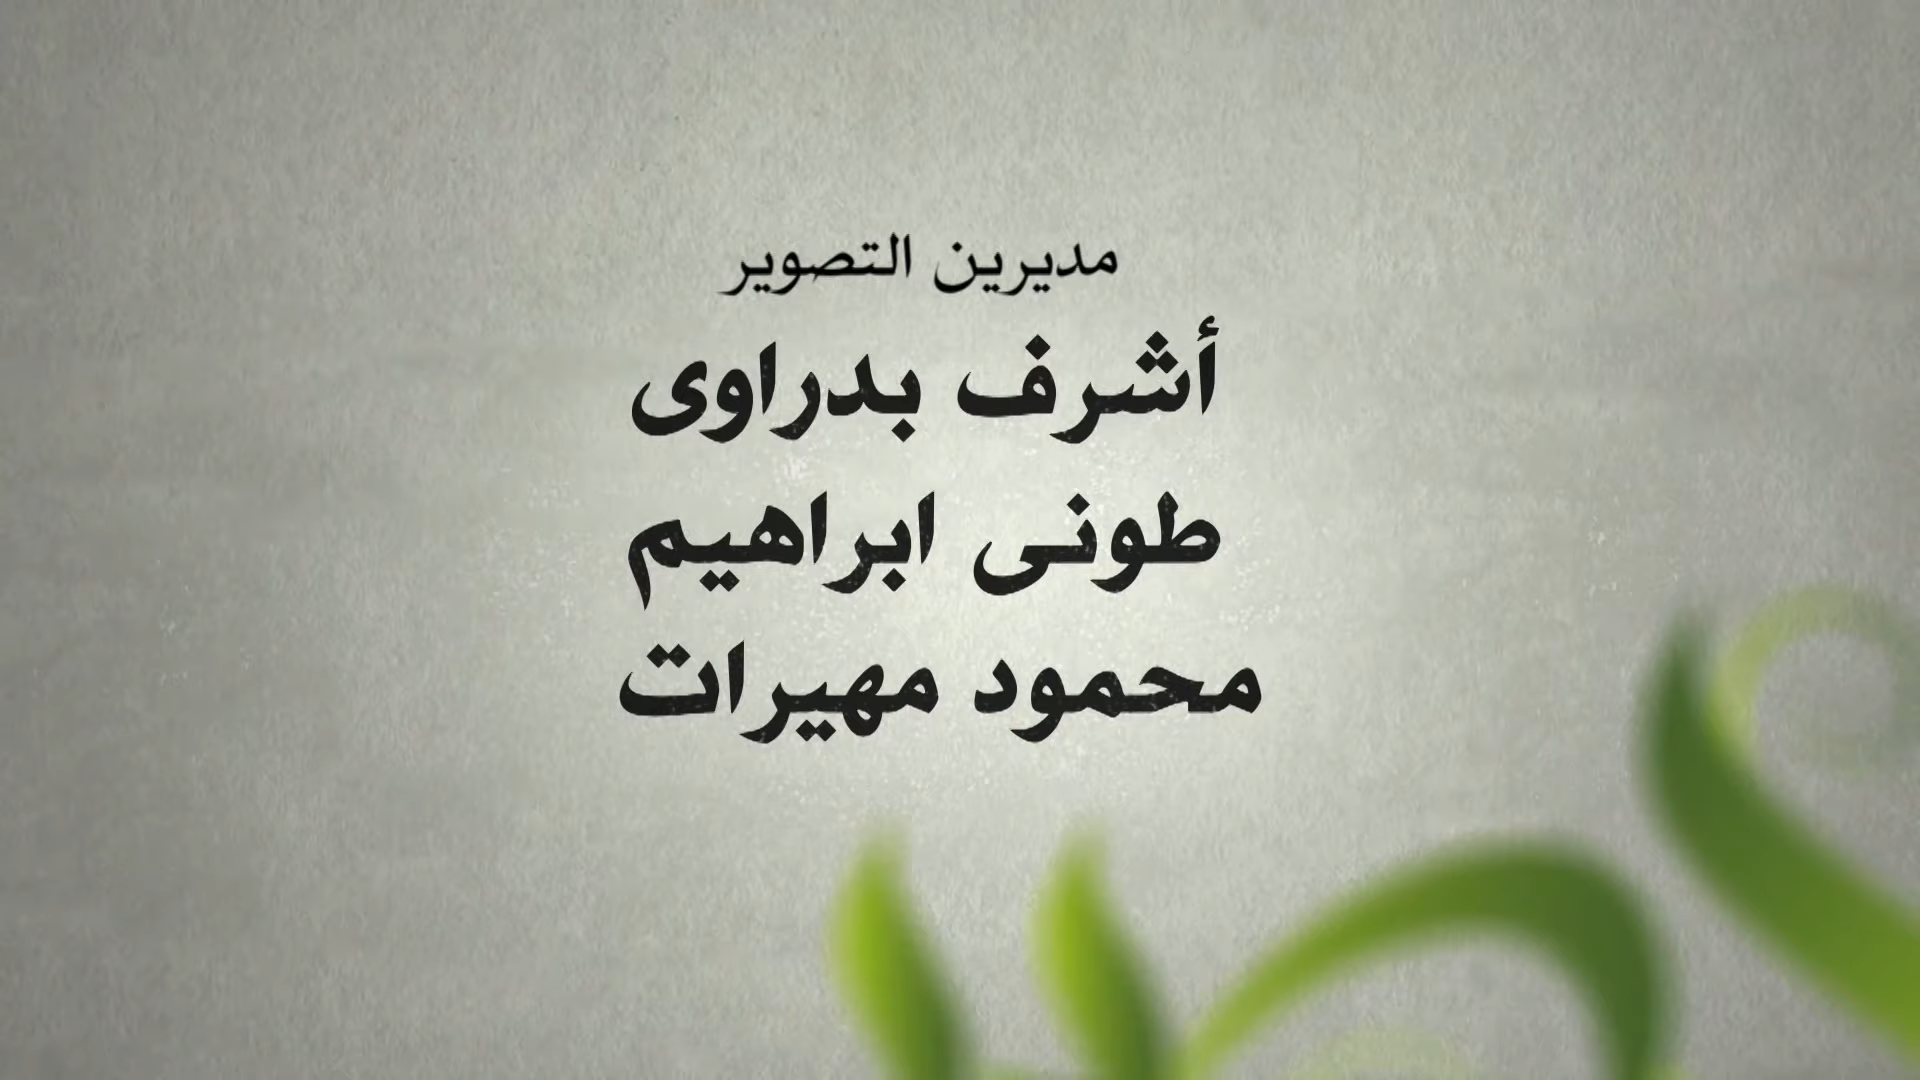 مديرين التصوير
أشرف بدراوى
طونى ابراهيم
محمود مهيرات